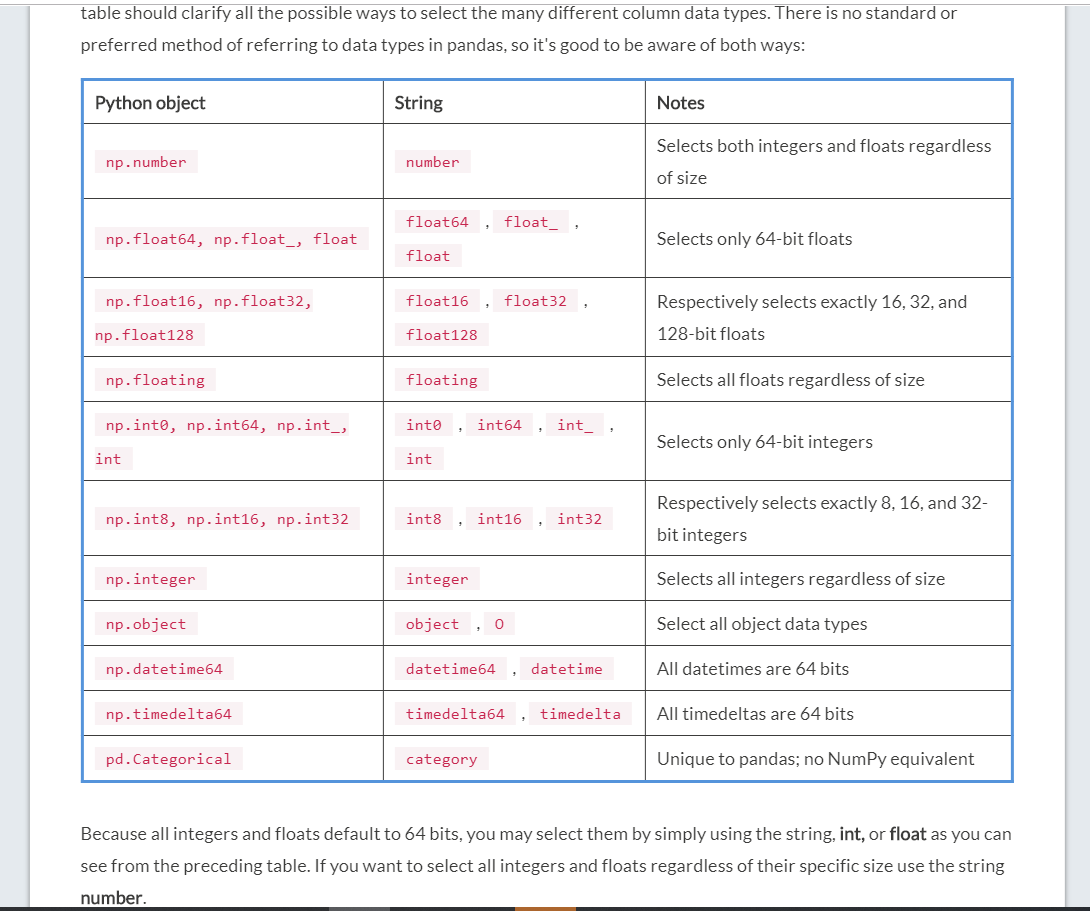 table should clarify all the possible ways to select the many different column data types. There is no standard or
preferred method of referring to data types in pandas, so it's good to be aware of both ways:
Python object String Notes
np.number number Selects both integers and floats regardless
of size
np.float64, np.float_, float float64 , float_ ,
float Selects only 64-bit floats
np.float16, np.float32,
np.float128 float16 , float32 ,
float128 Respectively selects exactly 16, 32, and
128-bit floats
np.floating floating Selects all floats regardless of size
np.int0, np.int64, np.int_,
int int0 , int64 , int_ ,
int Selects only 64-bit integers
np.int8, np.int16, np.int32 int8 , int16 , int32 Respectively selects exactly 8, 16, and 32-
bit integers
np.integer integer Selects all integers regardless of size
np.object object , O Select all object data types
np.datetime64 datetime64 , datetime All datetimes are 64 bits
np.timedelta64 timedelta64 , timedelta All timedeltas are 64 bits
pd.Categorical category Unique to pandas; no NumPy equivalent
Because all integers and floats default to 64 bits, you may select them by simply using the string, int, or float as you can
see from the preceding table. If you want to select all integers and floats regardless of their specific size use the string
number.